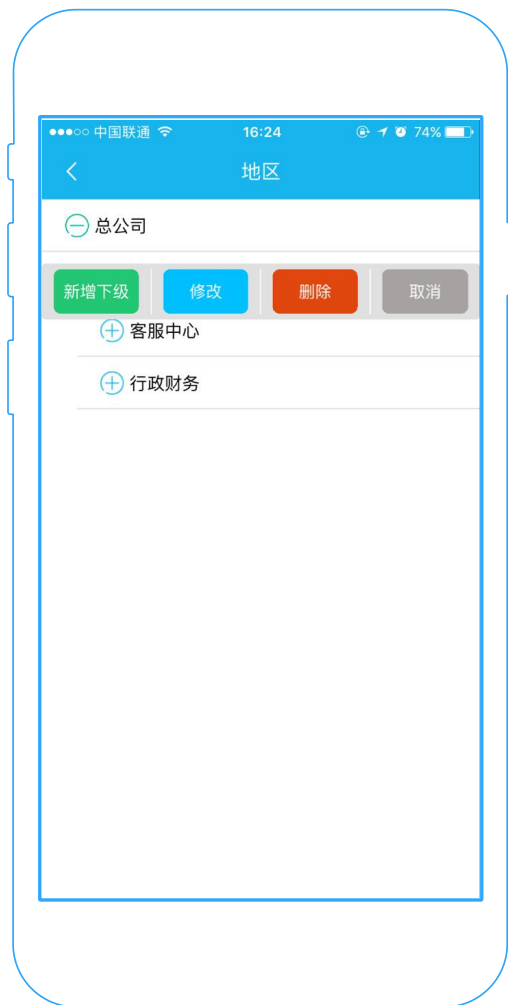 中国联通 16:24 74%
地区
总公司
新增下级 修改 删除 取消
客服中心
行政财务